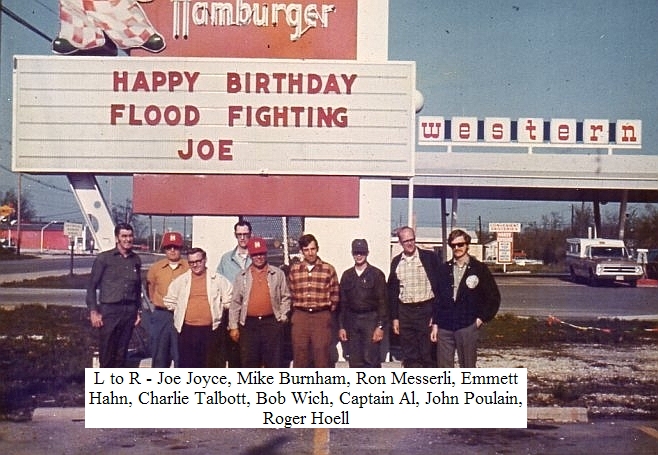 Hamburger
HAPPY BIRTHDAY
FLOOD FIGHTING
JOE
western
L to R - Joe Joyce, Mike Burnham, Ron Messerli, Emmett
Hahn, Charlie Talbott, Bob Wich, Captain Al, John Poulain,
Roger Hoell